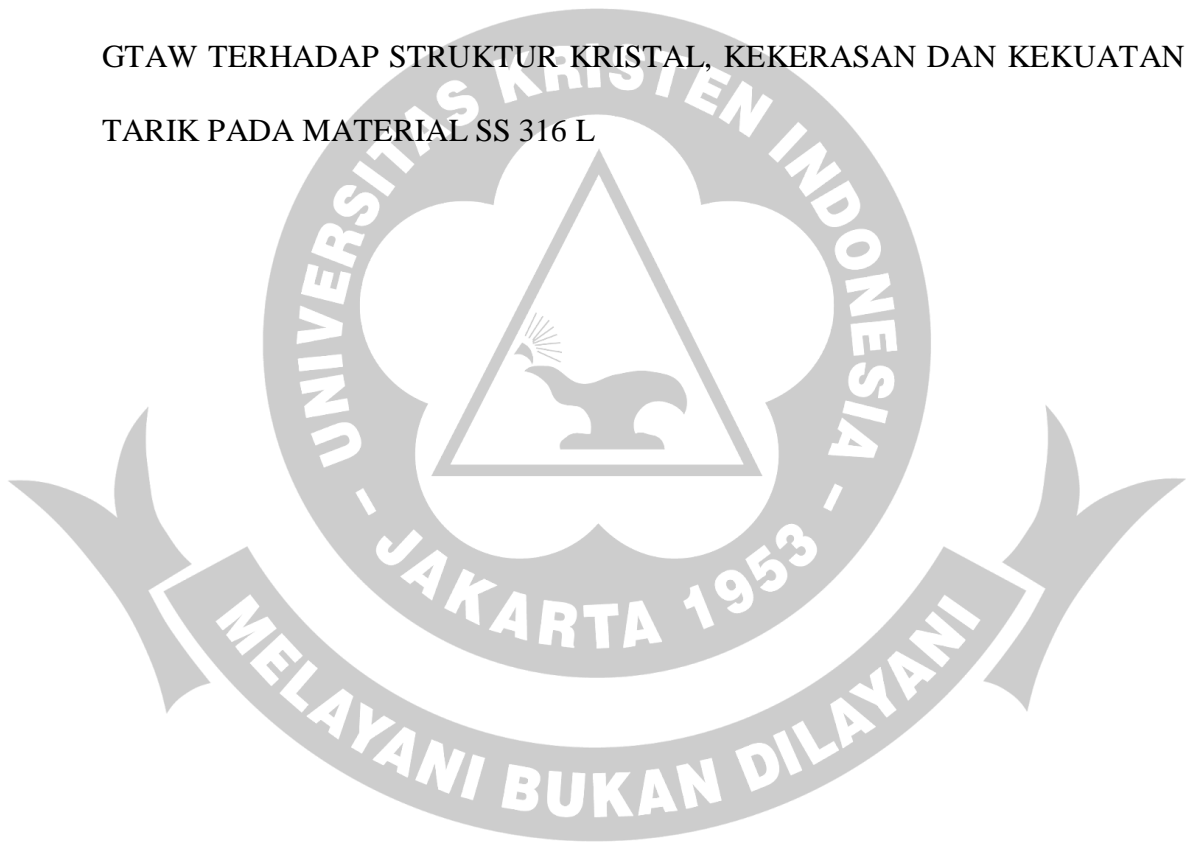 GTAW TERHADAP STRUKTUR KRISTAL, KEKERASAN DAN KEKUATAN
TARIK PADA MATERIAL SS 316 L
UNIVERSITAS KRISTEN INDONESIA
- JAKARTA 1953 -
MELAYANI BUKAN DILAYANI